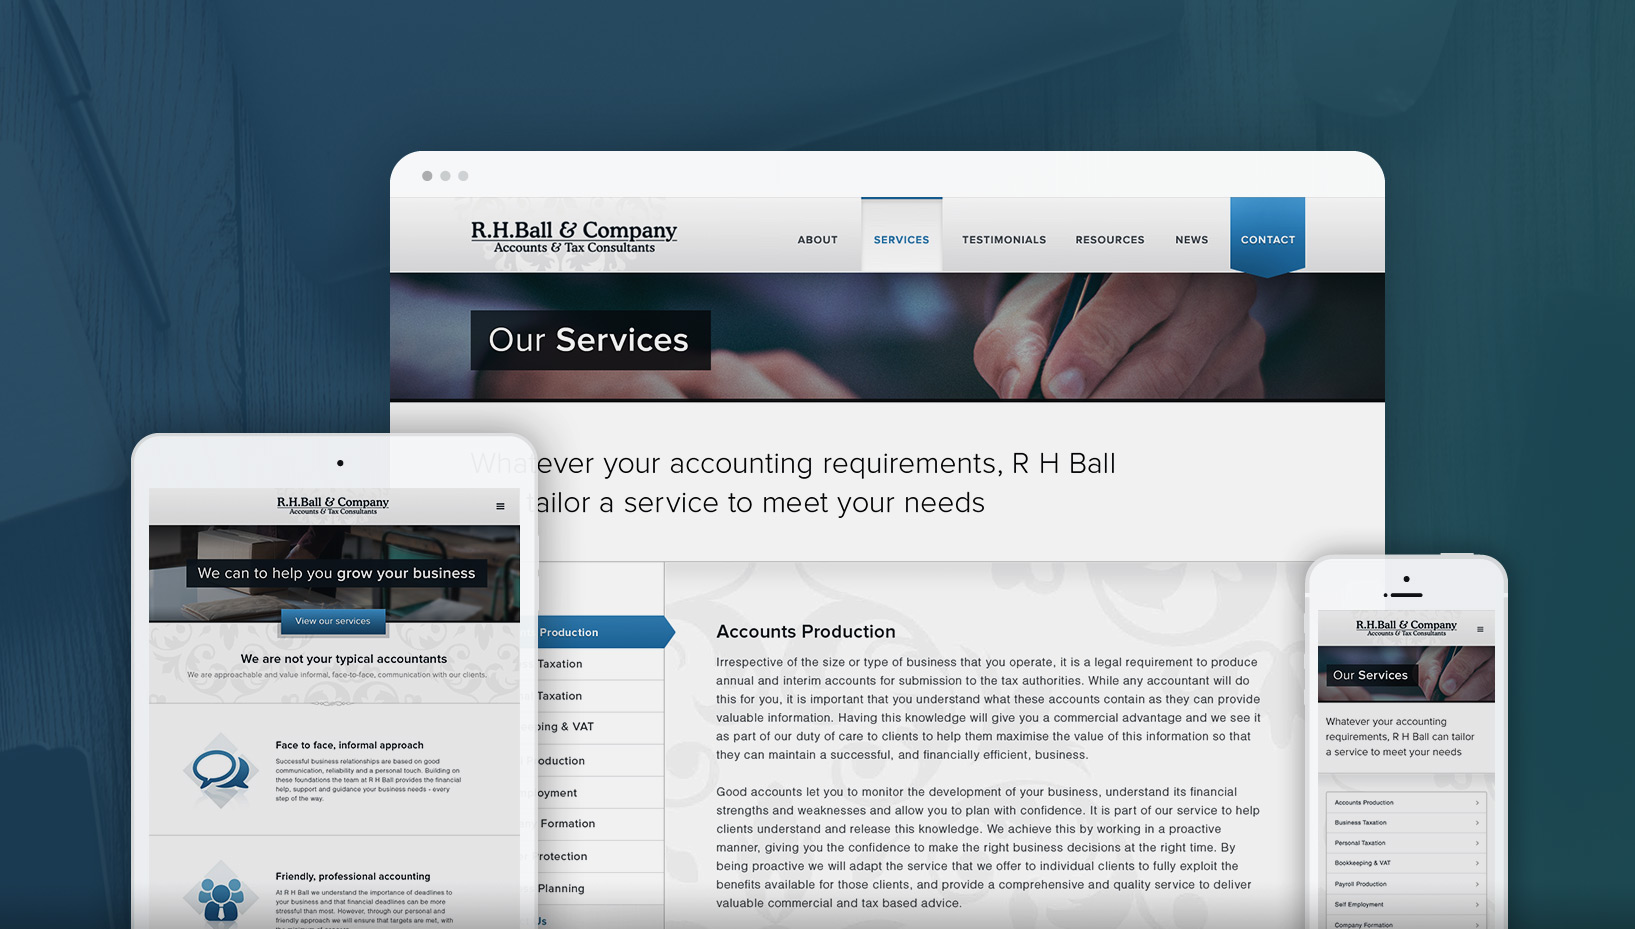 R.H.Ball & Company
Accounts & Tax Consultants
ABOUT
SERVICES
TESTIMONIALS
RESOURCES
NEWS
CONTACT
Our Services
Whatever your accounting requirements, R H Ball
tailor a service to meet your needs
Production
Taxation
Taxation
& VAT
Production
Formation
Protection
Planning
Us
Accounts Production
Irrespective of the size or type of business that you operate, it is a legal requirement to produce
annual and interim accounts for submission to the tax authorities. While any accountant will do
this for you, it is important that you understand what these accounts contain as they can provide
valuable information. Having this knowledge will give you a commercial advantage and we see it
as part of our duty of care to clients to help them maximise the value of this information so that
they can maintain a successful, and financially efficient, business.
Good accounts let you to monitor the development of your business, understand its financial
strengths and weaknesses and allow you to plan with confidence. It is part of our service to help
clients understand and release this knowledge. We achieve this by working in a proactive
manner, giving you the confidence to make the right business decisions at the right time. By
being proactive we will adapt the service that we offer to individual clients to fully exploit the
benefits available for those clients, and provide a comprehensive and quality service to deliver
valuable commercial and tax based advice.
R.H.Ball & Company
Accounts & Tax Consultants
We can to help you grow your business
View our services
We are not your typical accountants
We are approachable and value informal, face-to-face, communication with our clients.
Face to face, informal approach
Successful business relationships are based on good
communication, reliability and a personal touch. Building on
these foundations the team at R H Ball provides the financial
help, support and guidance your business needs - every
step of the way.
Friendly, professional accounting
At R H Ball we understand the importance of deadlines to
your business and that financial deadlines can be more
stressful than most. However, through our personal and
friendly approach we will ensure that targets are met, with
R.H.Ball & Company
Accounts & Tax Consultants
Our Services
Whatever your accounting
requirements, R H Ball can tailor
a service to meet your needs
Accounts Production
Business Taxation
Personal Taxation
Bookkeeping & VAT
Payroll Production
Self Employment
Company Formation